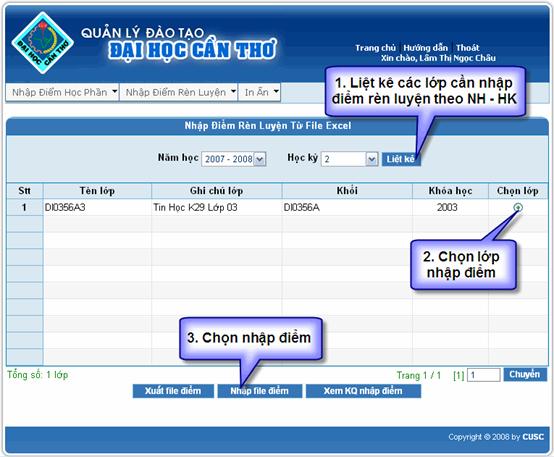 QUẢN LÝ ĐÀO TẠO
ĐẠI HỌC CẦN THƠ
ĐẠI HỌC
CẦN THƠ
Trang chủ Hướng dẫn Thoát
Xin chào, Lâm Thị Ngọc Châu
Nhập Điểm Học Phần Nhập Điểm Rèn Luyện In Ấn
1. Liệt kê các lớp cần nhập
điểm rèn luyện theo NH - HK
Nhập Điểm Rèn Luyện Từ File Excel
Năm học 2007 - 2008 Học kỳ 2 Liệt kê
Stt Tên lớp Ghi chú lớp Khối Khóa học Chọn lớp
1 DI0356A3 Tin Học K29 Lớp 03 DI0356A 2003
2. Chọn lớp
nhập điểm
3. Chọn nhập điểm
Tổng số: 1 lớp Trang 1 / 1 [1] 1 Chuyển
Xuất file điểm Nhập file điểm Xem KQ nhập điểm
Copyright © 2008 by CUSC